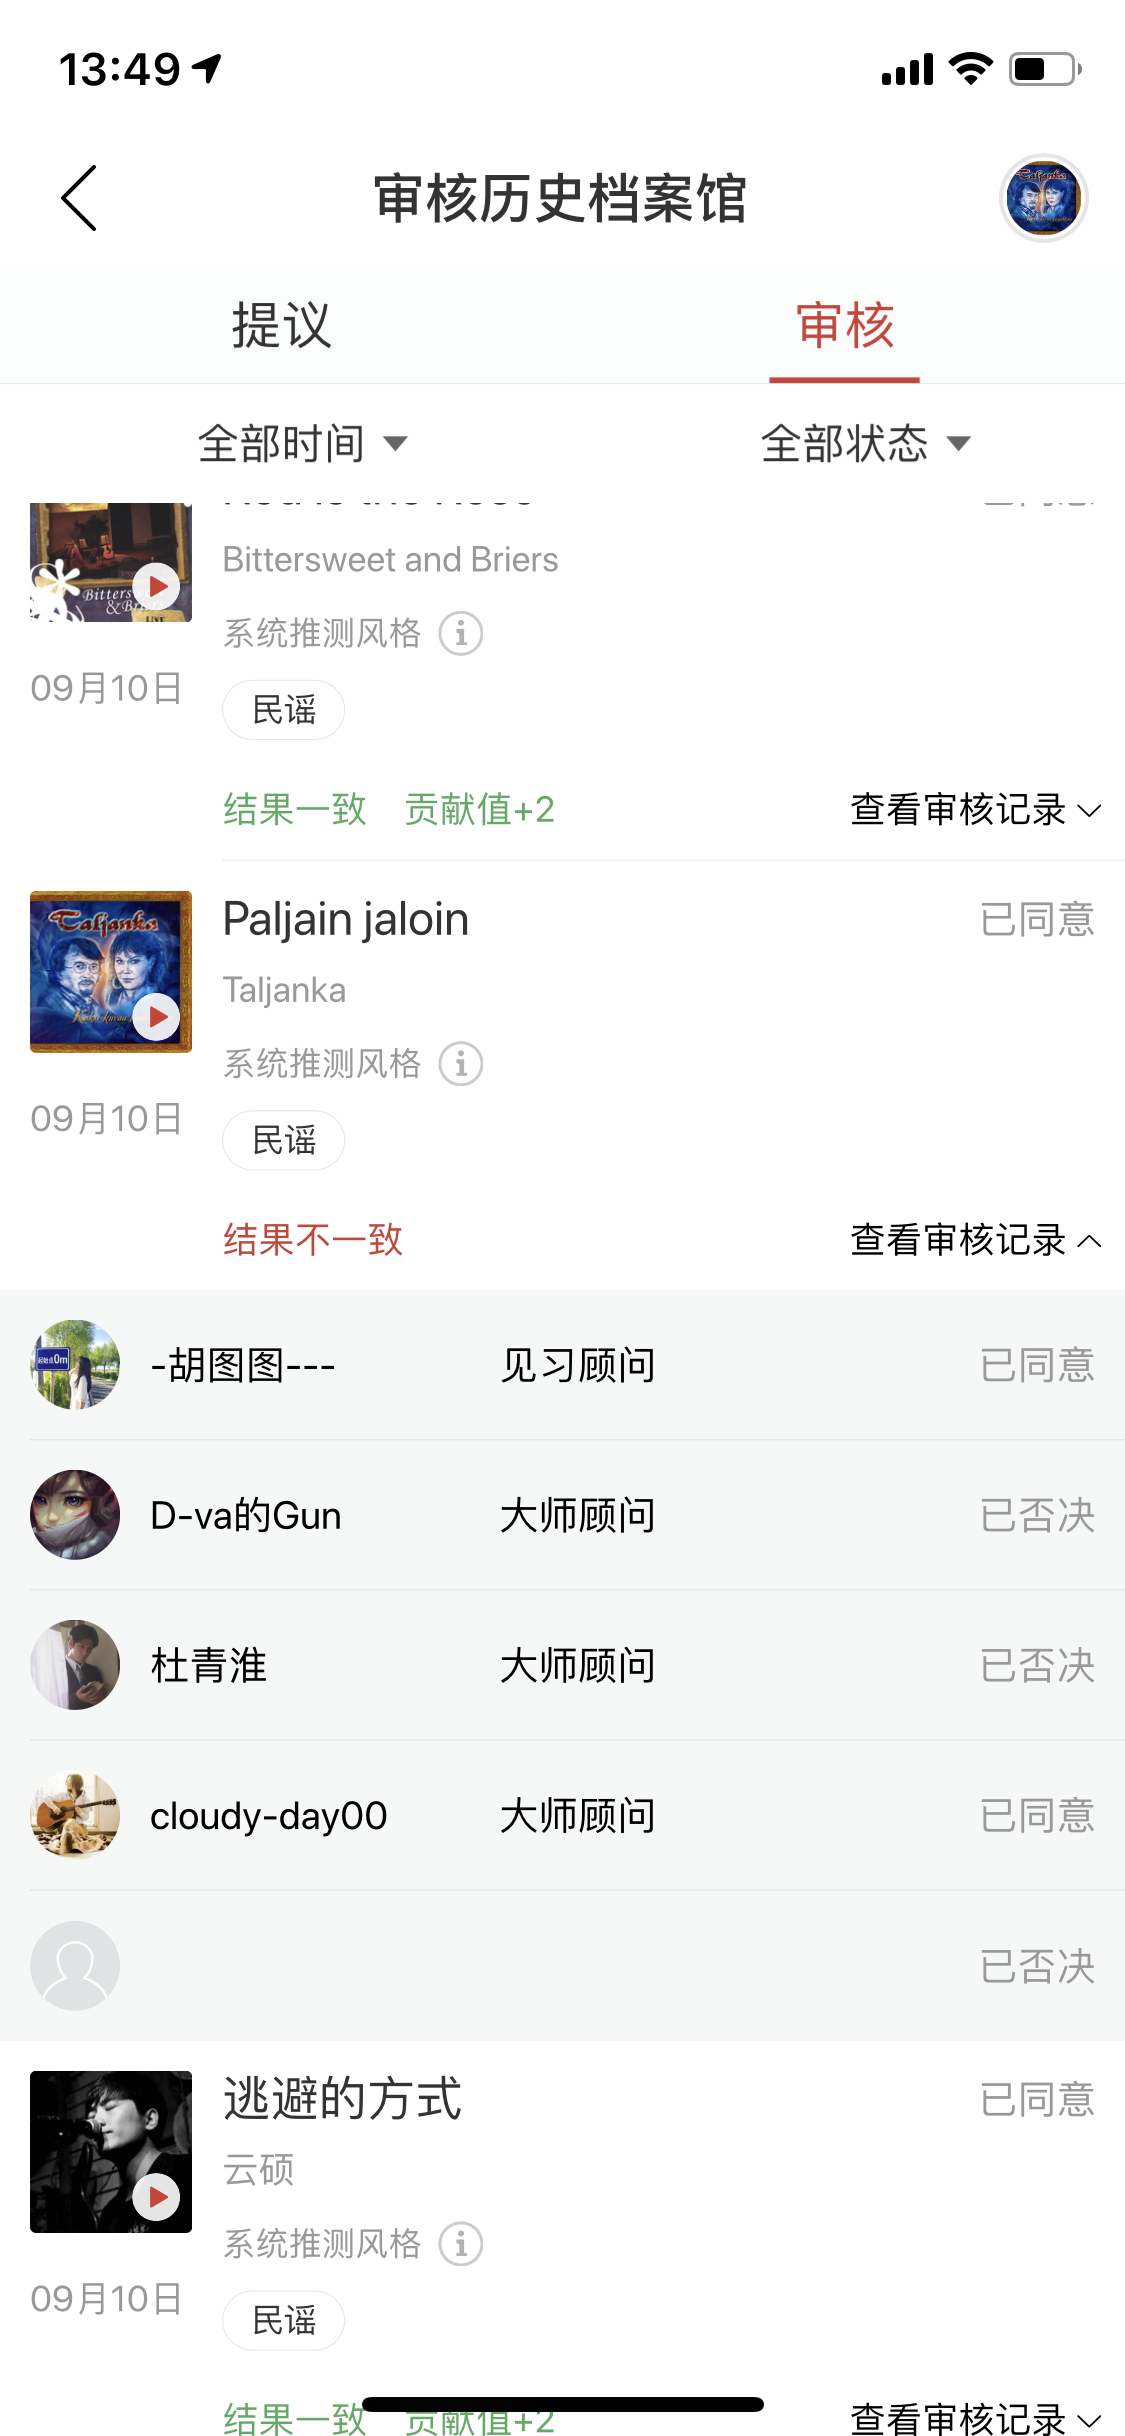 13:49
审核历史档案馆
提议
审核
全部时间
全部状态
Bittersweet and Briers
系统推测风格
09月10日
民谣
结果一致 贡献值+2
查看审核记录
Taljanka
Paljain jaloin
已同意
Taljanka
系统推测风格
09月10日
民谣
结果不一致
查看审核记录
-胡图图---
见习顾问
已同意
D-va的Gun
大师顾问
已否决
杜青淮
大师顾问
已否决
cloudy-day00
大师顾问
已同意
已否决
逃避的方式
已同意
云硕
系统推测风格
09月10日
民谣
结果一致 贡献值+2
查看审核记录